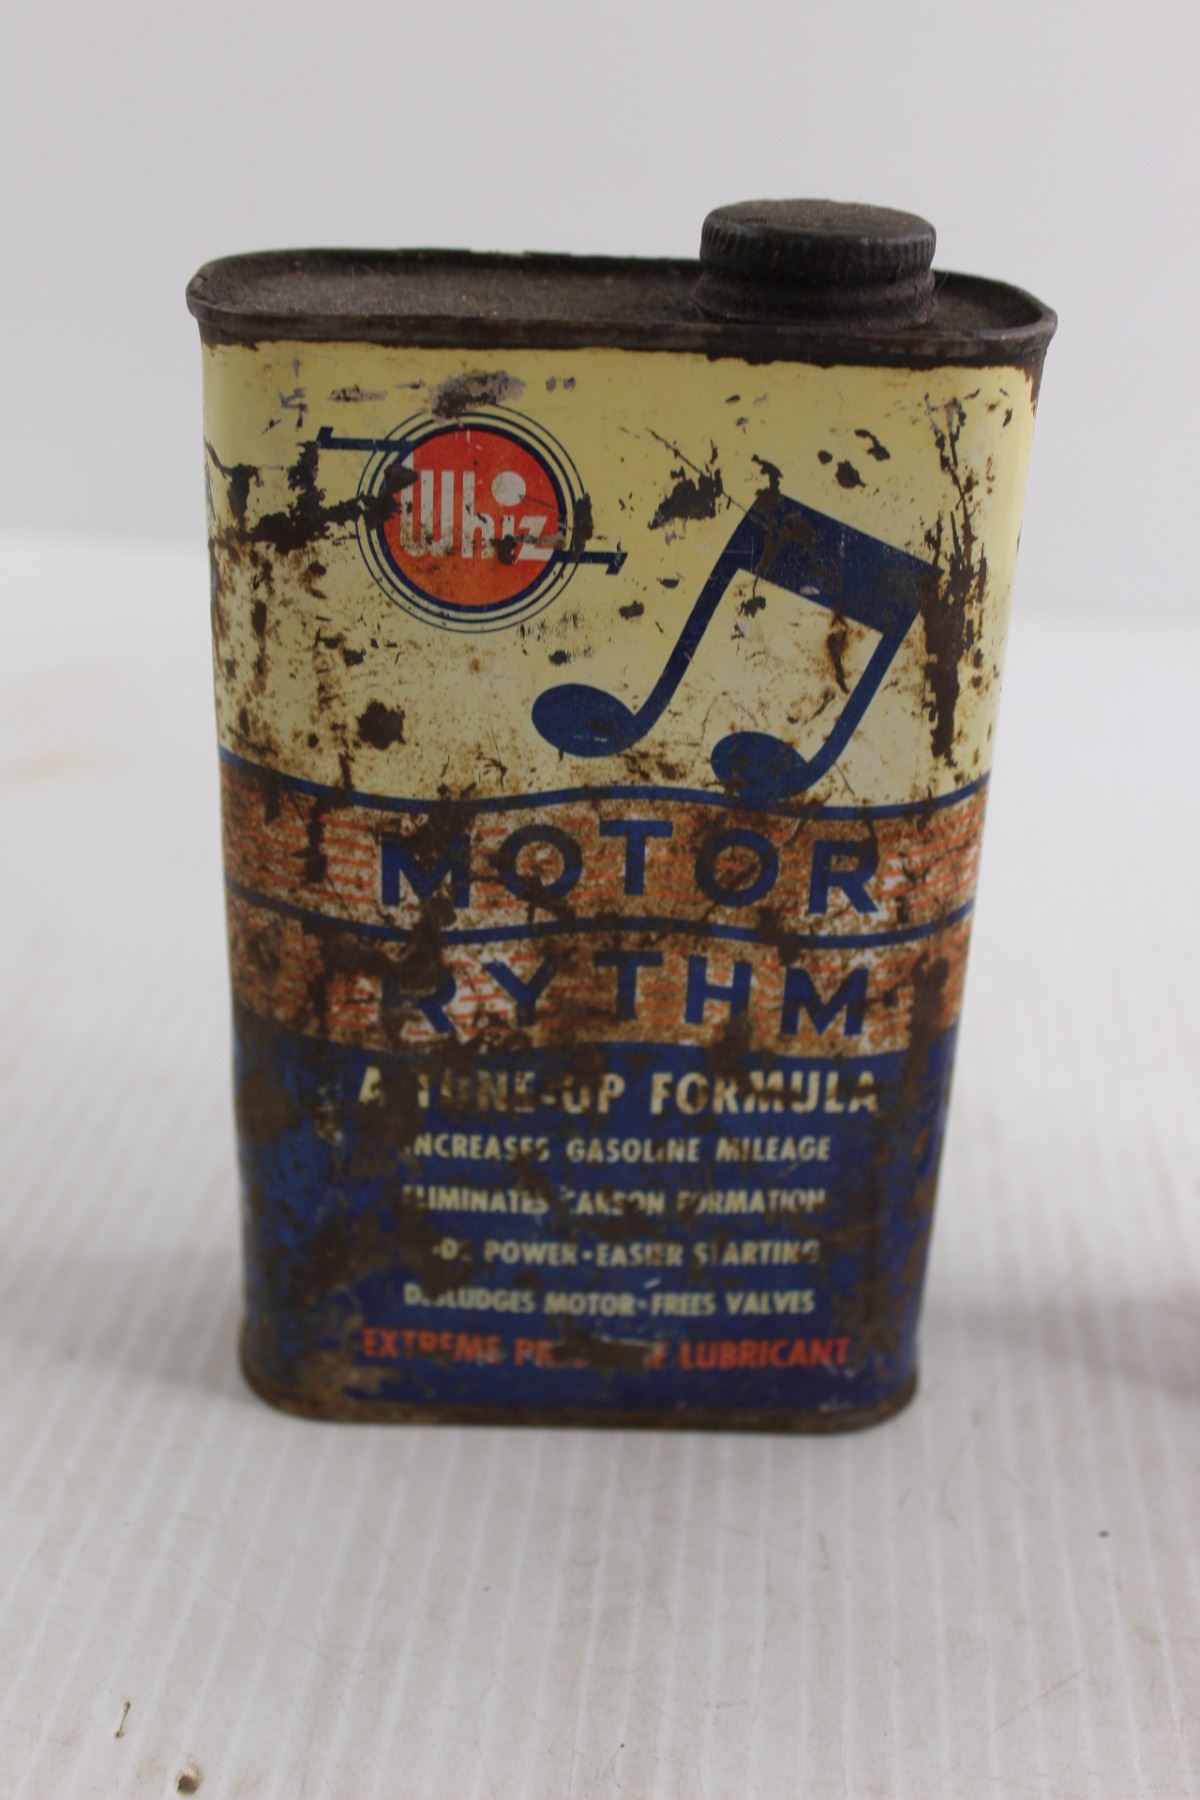 Whiz
MOTOR
RYTHM
A TUNE-UP FORMULA
INCREASES GASOLINE MILEAGE
ELIMINATES CARBON FORMATION
POWER • EASIER STARTING
DESLUDGES MOTOR • FREES VALVES
EXTREME PRESSURE LUBRICANT